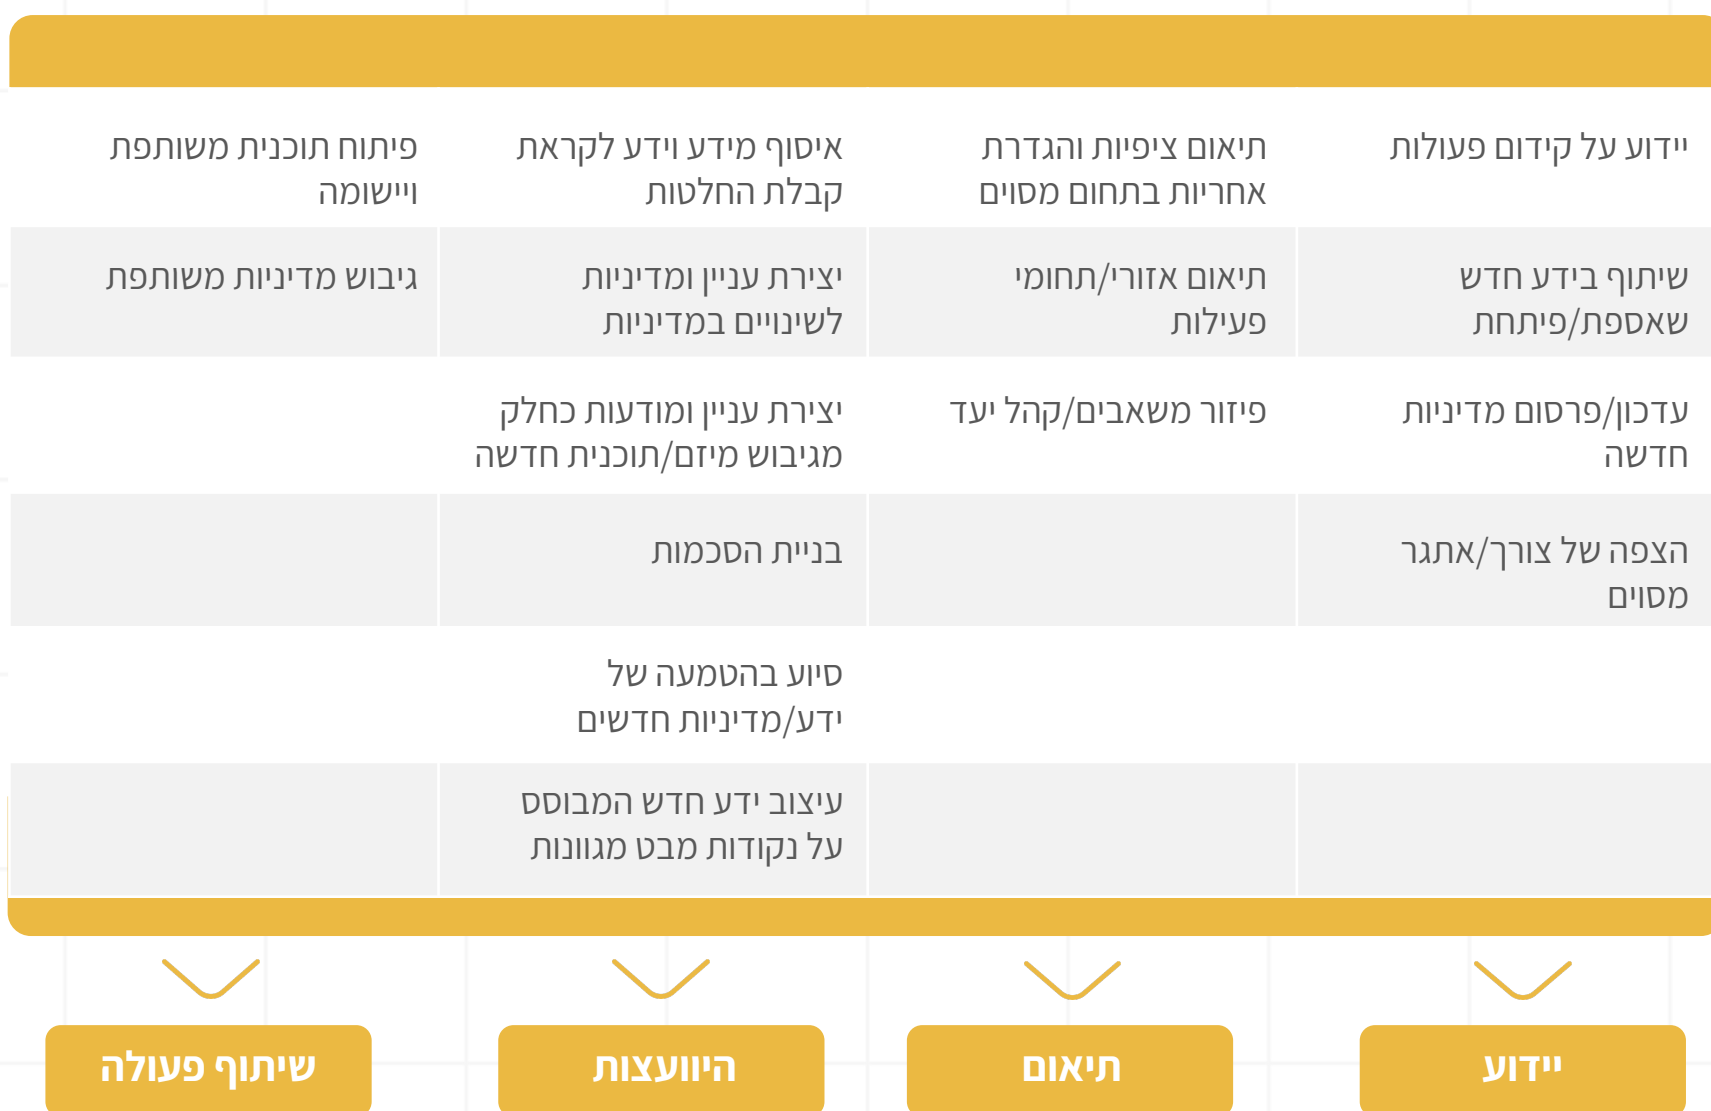 יידוע על קידום פעולות
תיאום ציפיות והגדרת
אחריות בתחום מסוים
איסוף מידע וידע לקראת
קבלת החלטות
פיתוח תוכנית משותפת
ויישומה
שיתוף בידע חדש
שאספת/פיתחת
תיאום אזורי/תחומי
פעילות
יצירת עניין ומדיניות
לשינויים במדיניות
גיבוש מדיניות משותפת
עדכון/פרסום מדיניות
חדשה
פיזור משאבים/קהל יעד
יצירת עניין ומודעות כחלק
מגיבוש מיזם/תוכנית חדשה
הצפה של צורך/אתגר
מסוים
בניית הסכמות
סיוע בהטמעה של
ידע/מדיניות חדשים
עיצוב ידע חדש המבוסס
על נקודות מבט מגוונות
יידוע
תיאום
היוועצות
שיתוף פעולה